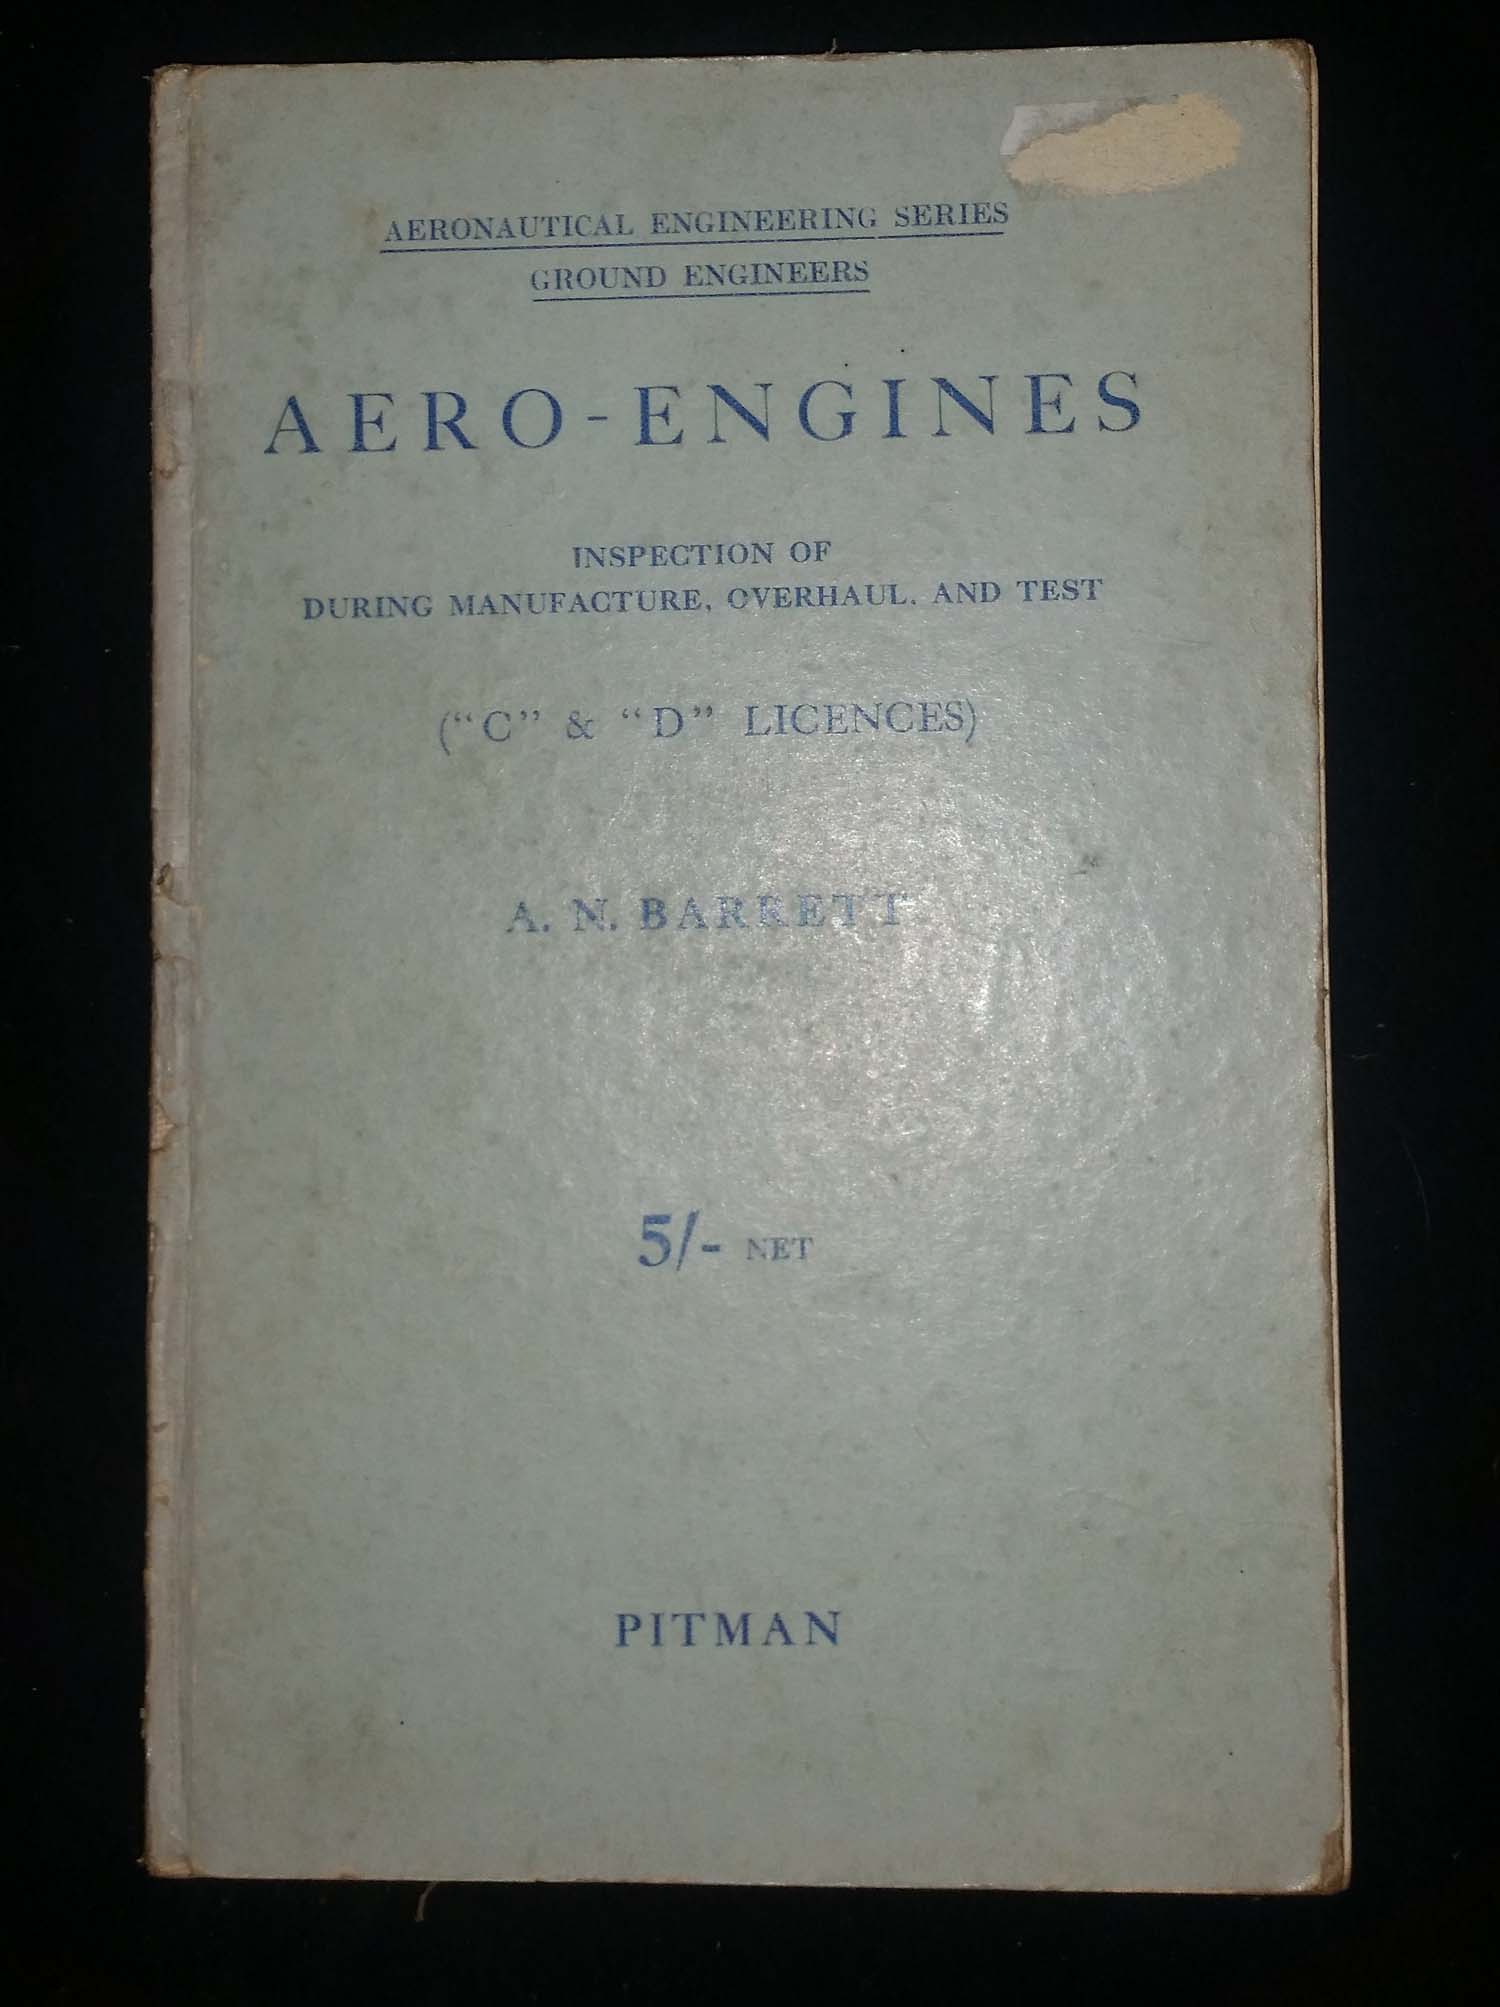 AERONAUTICAL ENGINEERING SERIES
GROUND ENGINEERS
AERO-ENGINES
INSPECTION OF
DURING MANUFACTURE, OVERHAUL, AND TEST
("C" & "D" LICENCES)
A. N. BARRETT
5/- NET
PITMAN